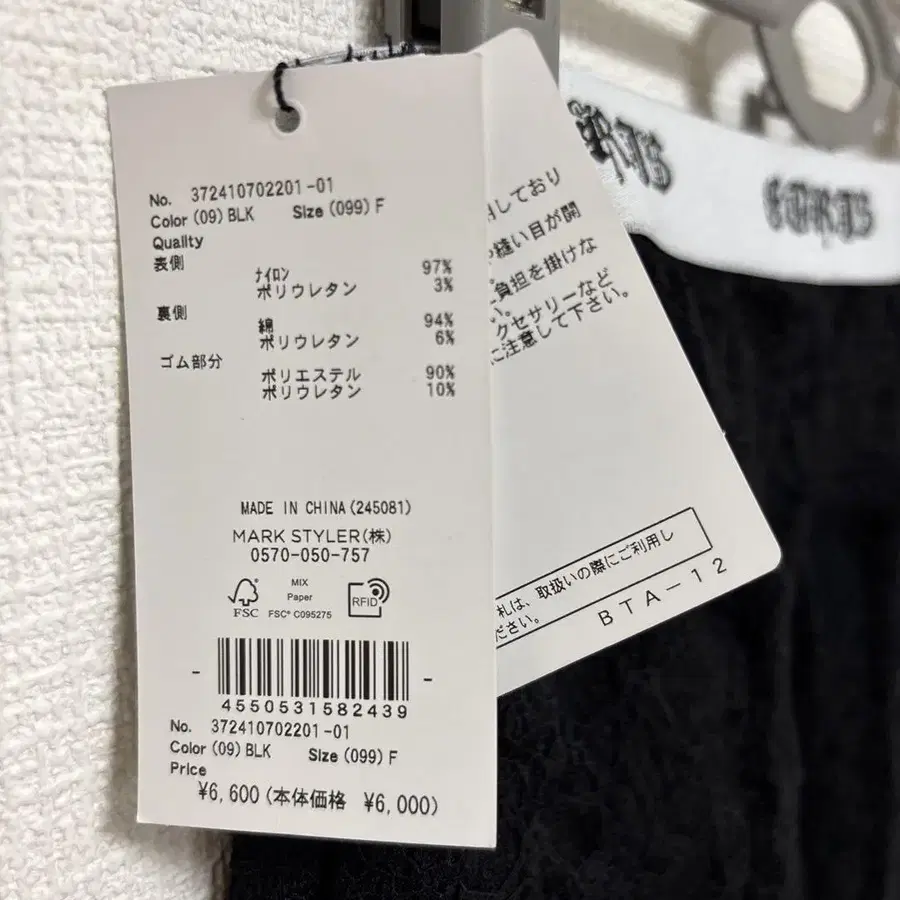 No. 372410702201-01
Color (09) BLK Size (099) F
Quality
表側
ナイロン 97%
ポリウレタン 3%
裏側
綿 94%
ポリウレタン 6%
ゴム部分
ポリエステル 90%
ポリウレタン 10%
MADE IN CHINA (245081)
MARK STYLER(株)
0570-050-757
FSC
MIX
Paper
FSC® C095275
RFID
4550531582439
No. 372410702201-01
Color (09) BLK Size (099) F
Price
¥6,600 (本体価格 ¥6,000)
しており
縫い目が開
負担を掛けな
い。
クセサリーなど
に注意して下さい。
札は、取扱いの際にご利用し
ださい。
BTA-12